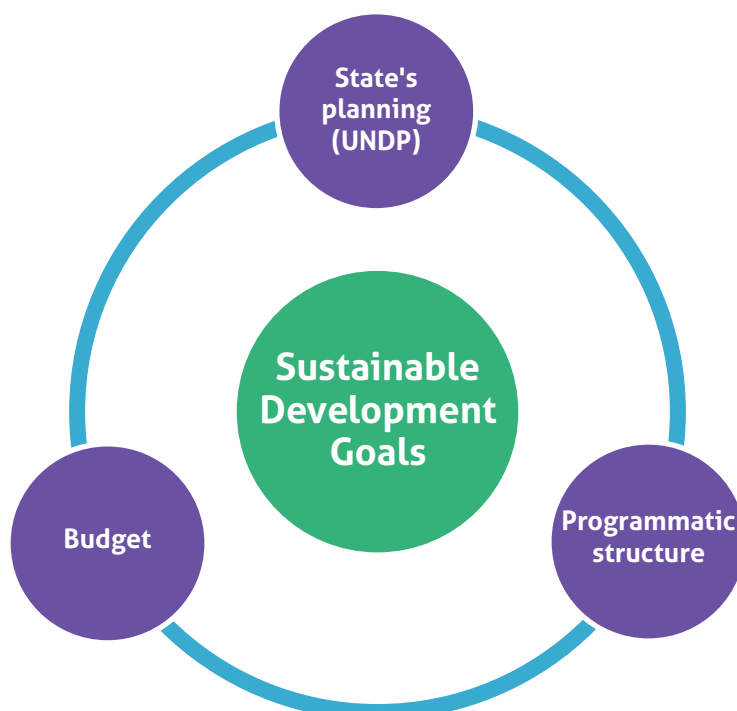 State's
planning
(UNDP)
Sustainable
Development
Goals
Budget
Programmatic
structure